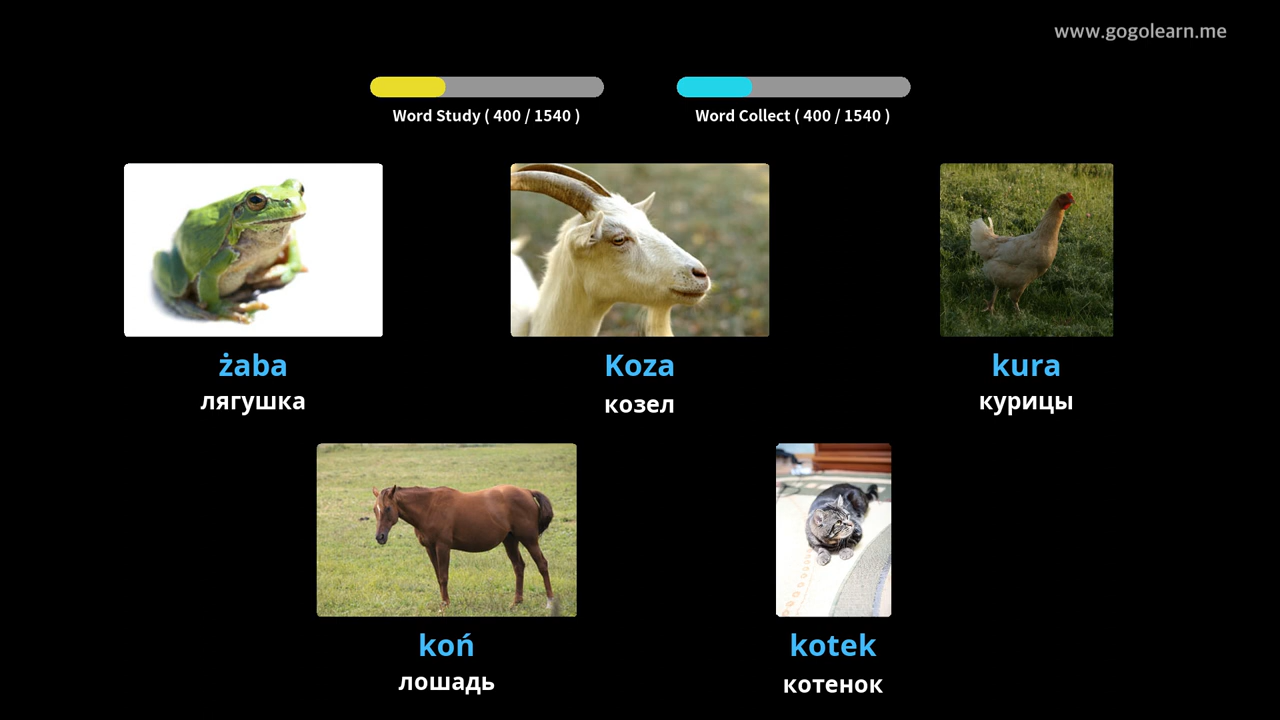 www.gogolearn.me
Word Study ( 400 / 1540 )
Word Collect ( 400 / 1540 )
żaba
лягушка
Koza
козел
kura
курицы
koń
лошадь
kotek
котенок